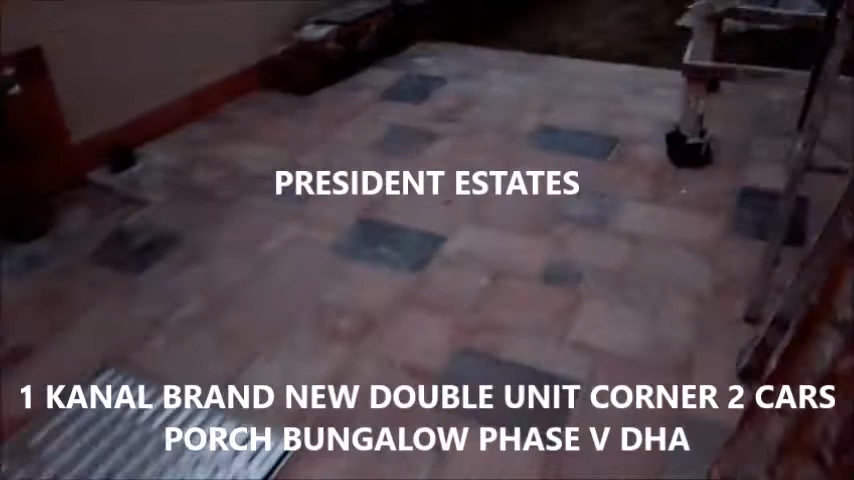 PRESIDENT ESTATES
1 KANAL BRAND NEW DOUBLE UNIT CORNER 2 CARS
PORCH BUNGALOW PHASE V DHA